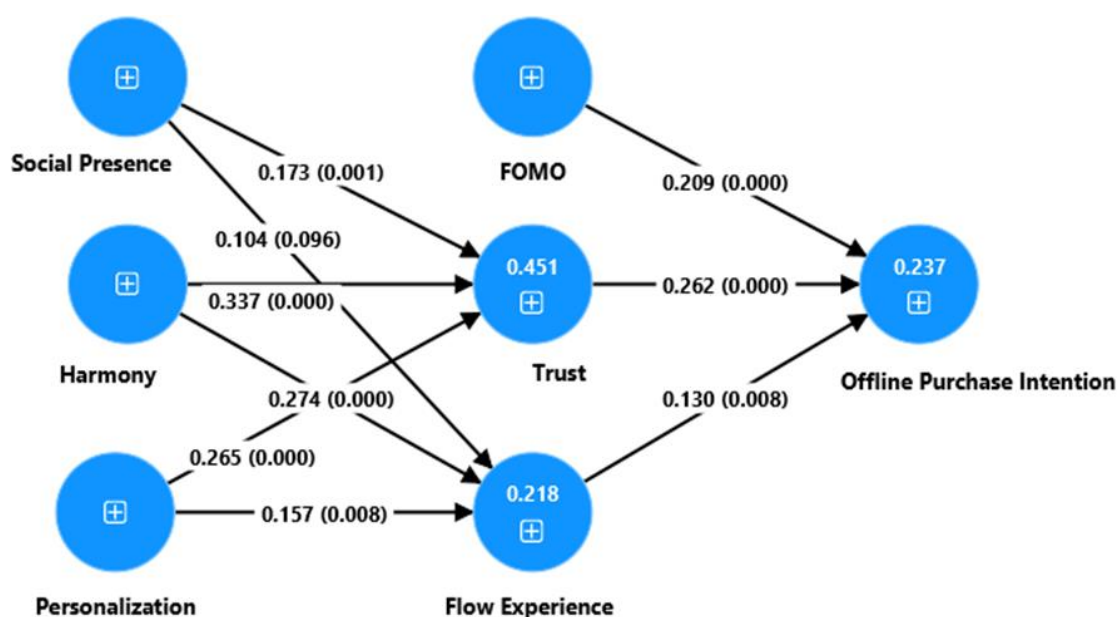 Social Presence
FOMO
0.173 (0.001)
0.209 (0.000)
0.104 (0.096)
0.451
0.237
0.337 (0.000)
0.262 (0.000)
Harmony
Trust
Offline Purchase Intention
0.274 (0.000)
0.130 (0.008)
0.265 (0.000)
0.218
0.157 (0.008)
Personalization
Flow Experience